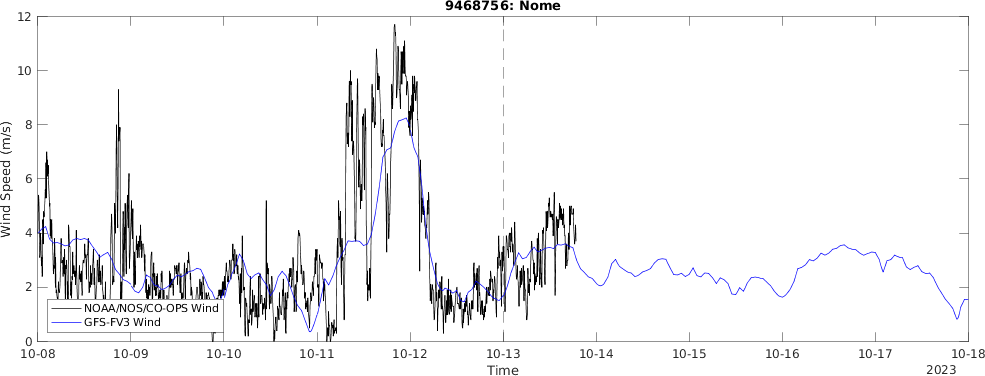 9468756: Nome
Wind Speed (m/s)
12
10
8
6
4
2
0
NOAA/NOS/CO-OPS Wind
GFS-FV3 Wind
10-08 10-09 10-10 10-11 10-12 10-13 10-14 10-15 10-16 10-17 10-18
Time
2023